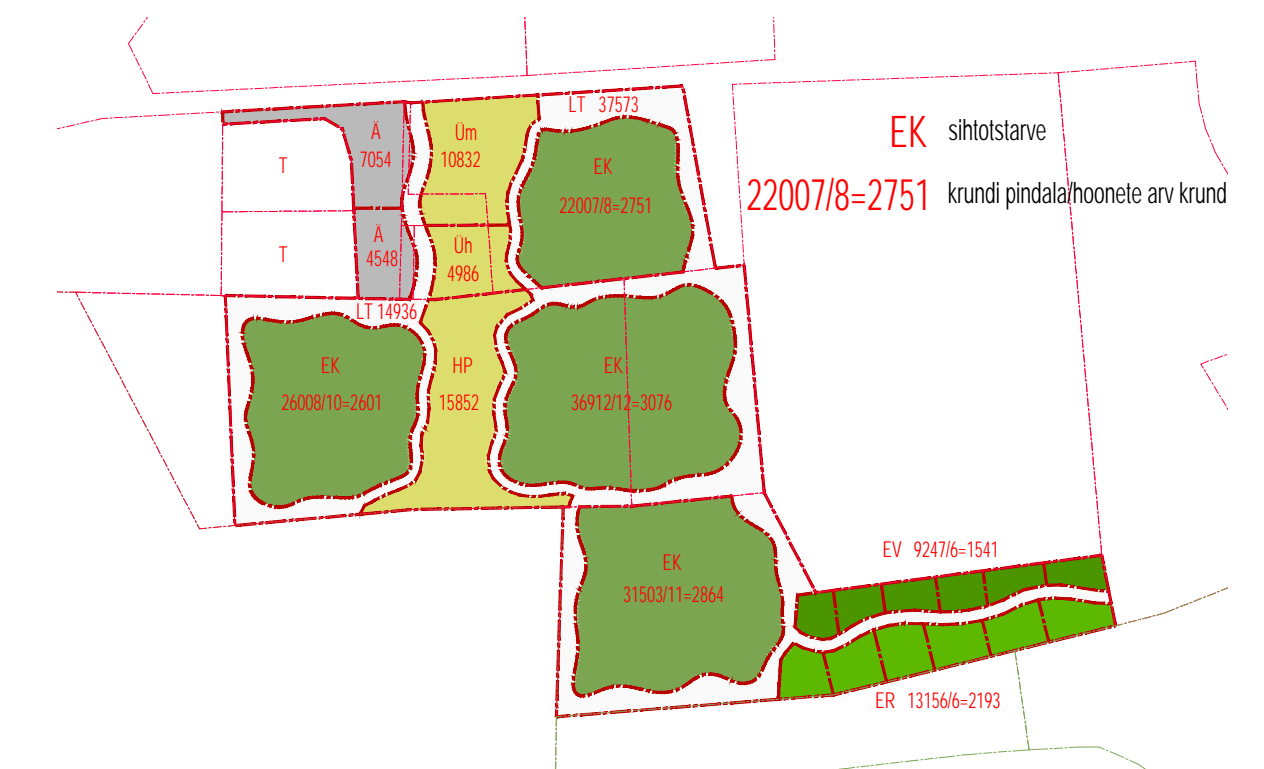 LT 37573
Ä
7054
Üm
10832
T
EK
22007/8=2751
EK sihtotstarve
22007/8=2751 krundi pindala/hoonete arv krund
T
Ä
4548
Üh
4986
LT 14936
EK
26008/10=2601
HP
15852
EK
36912/12=3076
EK
31503/11=2864
EV 9247/6=1541
ER 13156/6=2193